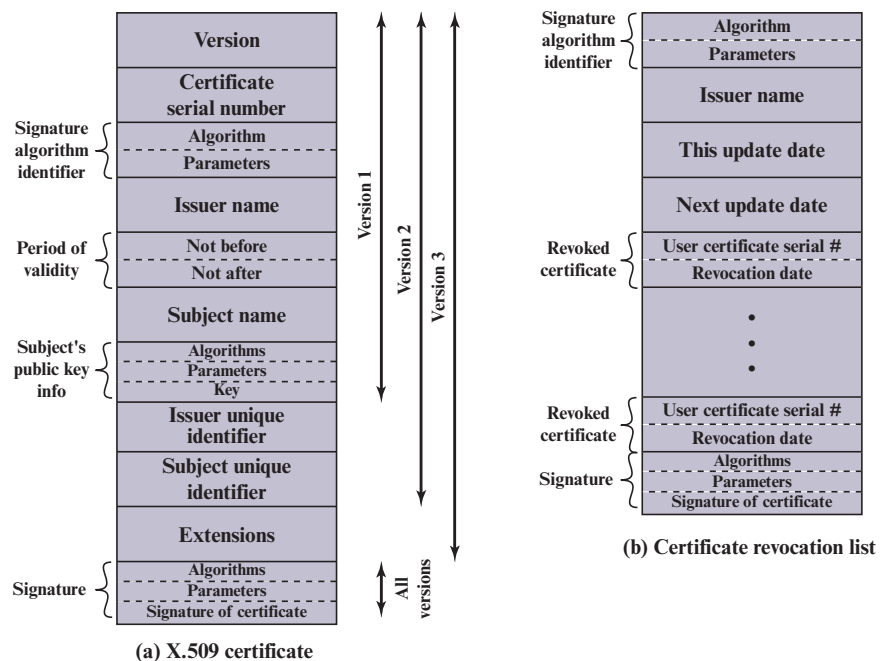 Version
Certificate
serial number
Signature
algorithm
identifier
Algorithm
Parameters
Issuer name
Period of
validity
Not before
Not after
Subject name
Subject's
public key
info
Algorithms
Parameters
Key
Issuer unique
identifier
Subject unique
identifier
Extensions
Signature
Algorithms
Parameters
Signature of certificate
Version 1
Version 2
Version 3
All
versions
(a) X.509 certificate
Signature
algorithm
identifier
Algorithm
Parameters
Issuer name
This update date
Next update date
Revoked
certificate
User certificate serial #
Revocation date
Revoked
certificate
User certificate serial #
Revocation date
Signature
Algorithms
Parameters
Signature of certificate
(b) Certificate revocation list